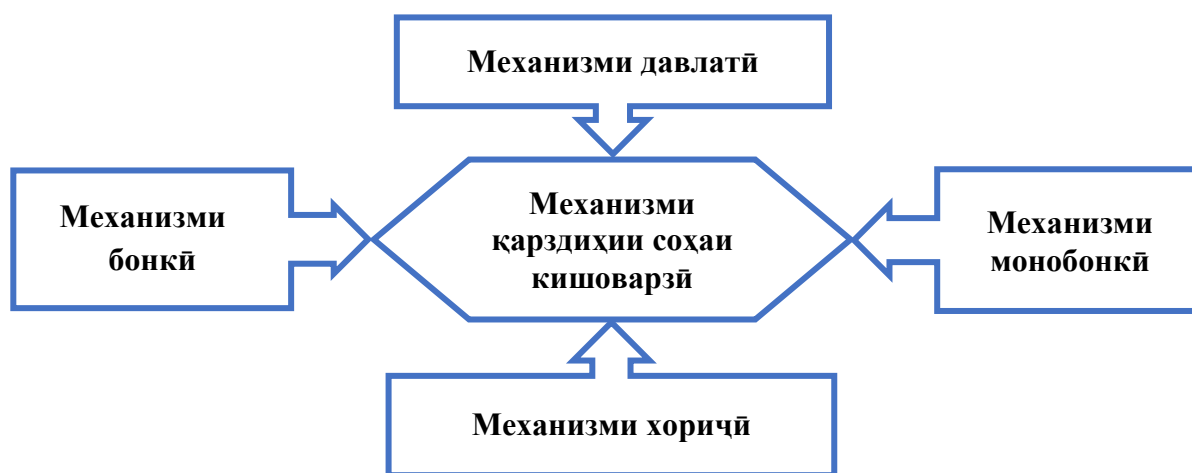 Механизми давлатӣ
Механизми
бонкӣ
Механизми
қарздиҳии соҳаи
кишоварзӣ
Механизми
монобонкӣ
Механизми хориҷӣ